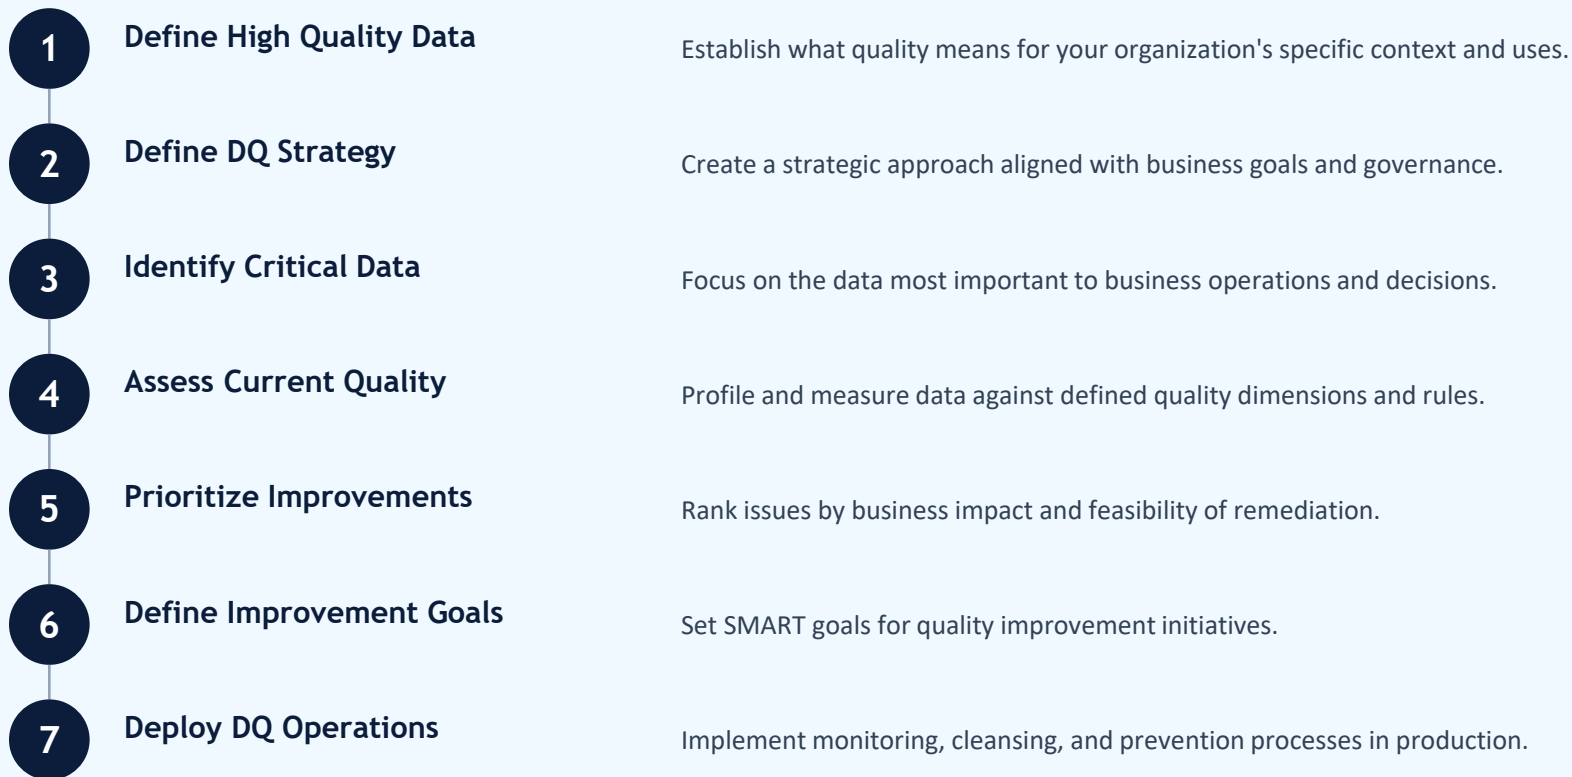 1
Define High Quality Data
Establish what quality means for your organization's specific context and uses.
2
Define DQ Strategy
Create a strategic approach aligned with business goals and governance.
3
Identify Critical Data
Focus on the data most important to business operations and decisions.
4
Assess Current Quality
Profile and measure data against defined quality dimensions and rules.
5
Prioritize Improvements
Rank issues by business impact and feasibility of remediation.
6
Define Improvement Goals
Set SMART goals for quality improvement initiatives.
7
Deploy DQ Operations
Implement monitoring, cleansing, and prevention processes in production.